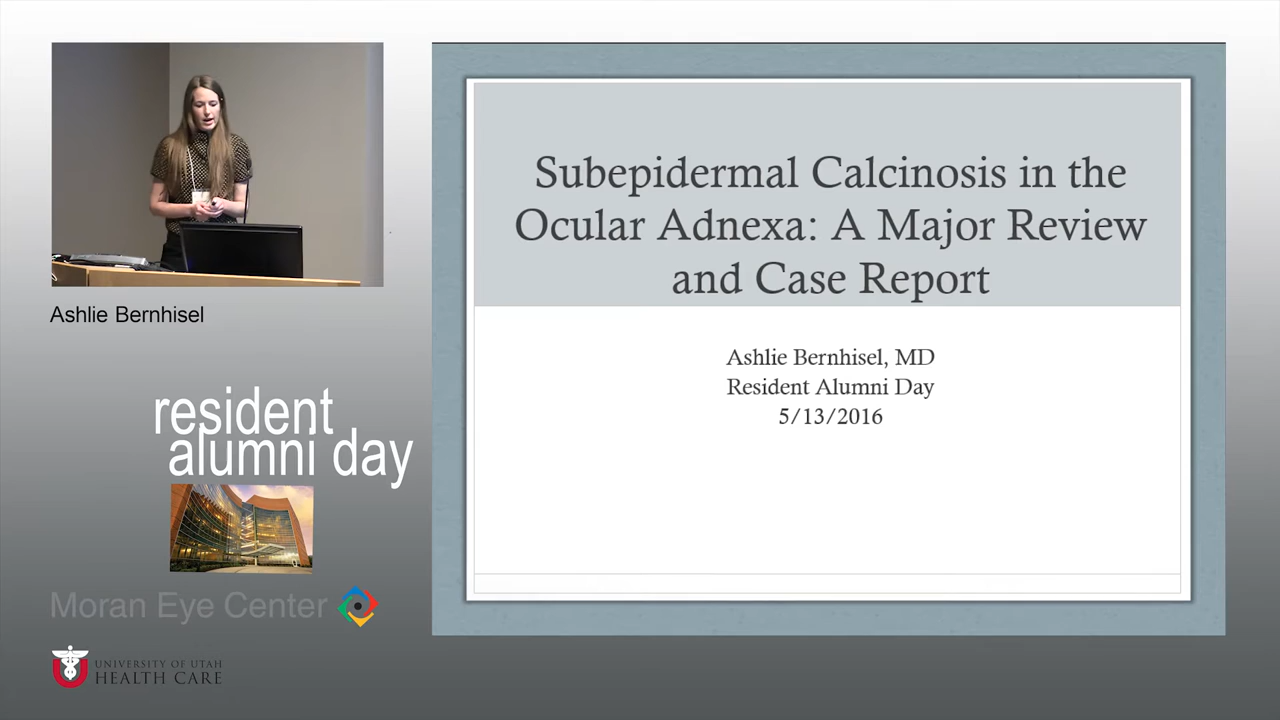 Ashlie Bernhisel
resident
alumni day
Moran Eye Center
UNIVERSITY OF UTAH
HEALTH CARE
Subepidermal Calcinosis in the
Ocular Adnexa: A Major Review
and Case Report
Ashlie Bernhisel, MD
Resident Alumni Day
5/13/2016